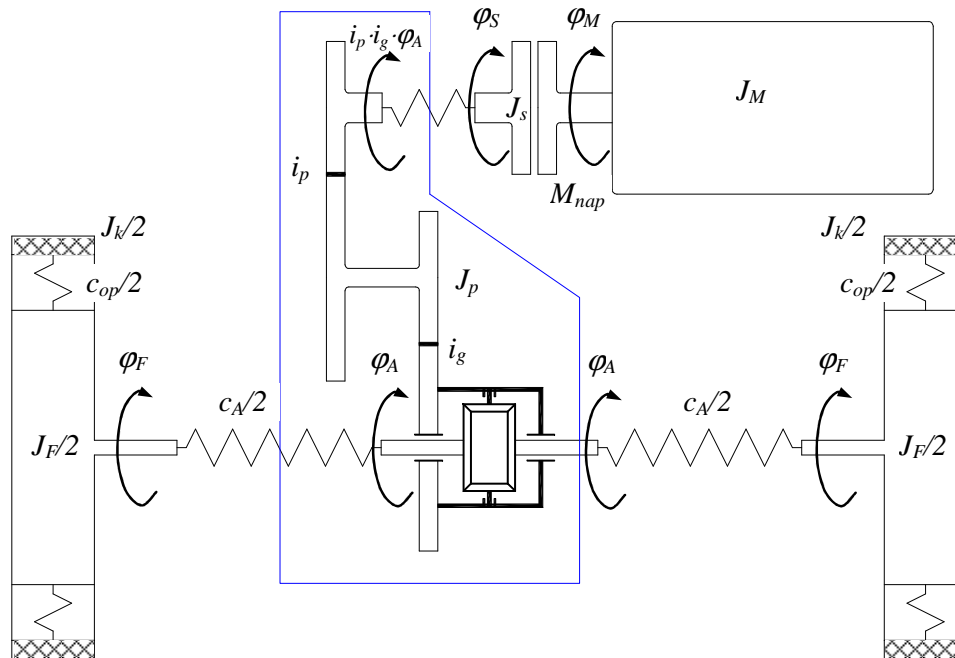 φ_S φ_M
i_p·i_g·φ_A
J_s J_M
i_p
M_nap
J_k/2 J_k/2
c_op/2 J_p c_op/2
φ_F φ_A i_g φ_A φ_F
c_A/2 c_A/2
J_F/2 J_F/2